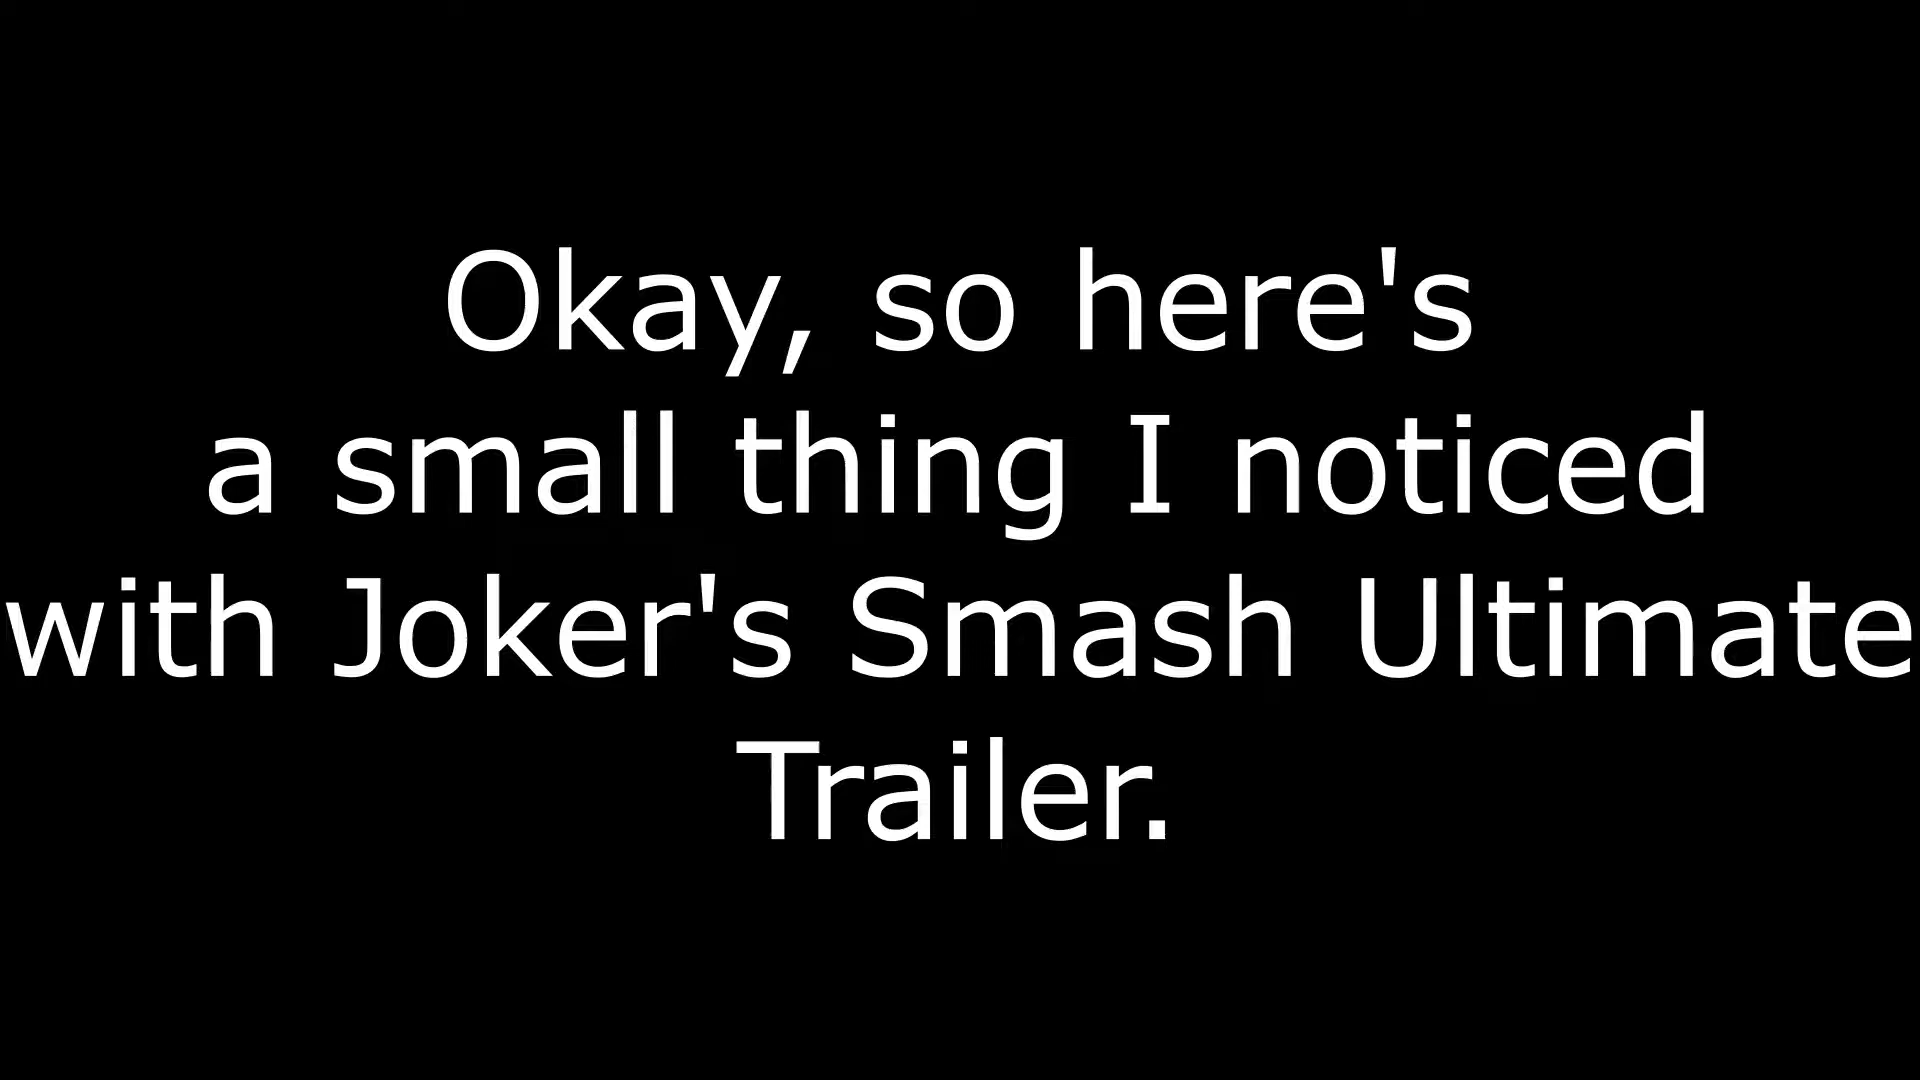 Okay, so here's
a small thing I noticed
with Joker's Smash Ultimate
Trailer.